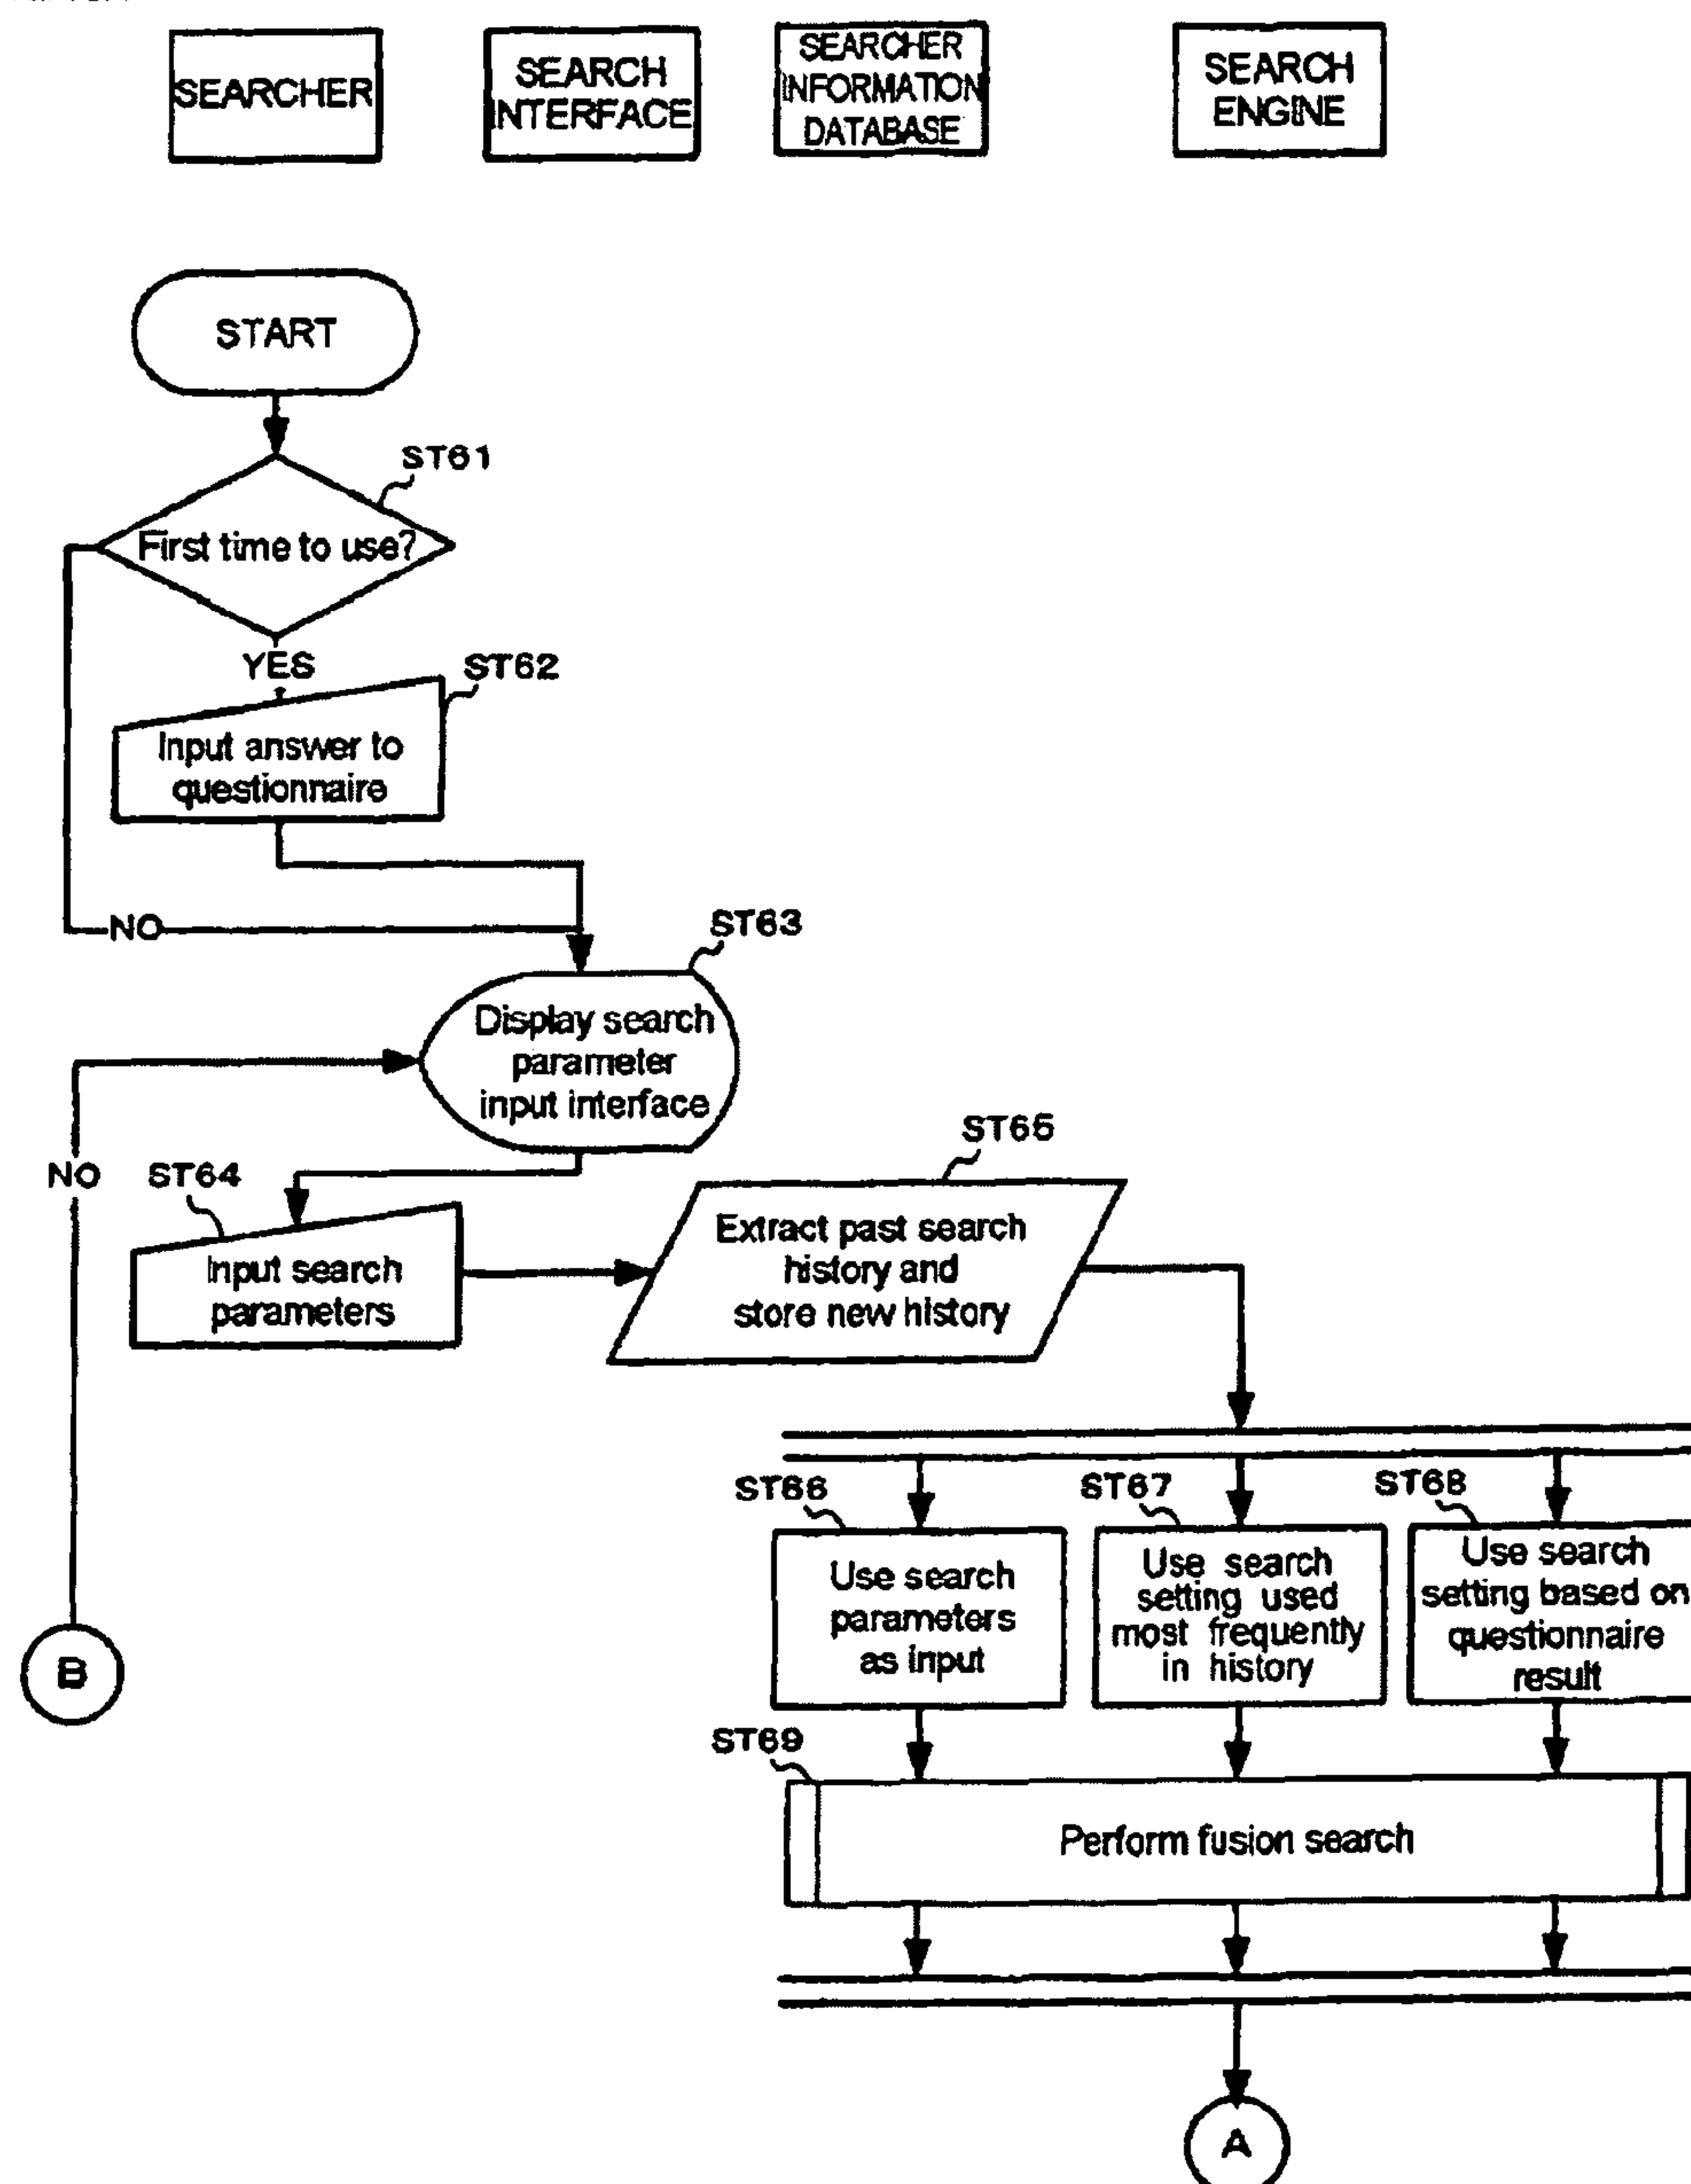 SEARCHER
SEARCH
INTERFACE
SEARCHER
INFORMATION
DATABASE
SEARCH
ENGINE
START
ST61
First time to use?
YES
ST62
Input answer to
questionnaire
NO
ST63
Display search
parameter
input interface
NO
ST64
Input search
parameters
ST65
Extract past search
history and
store new history
ST66
Use search
parameters
as input
ST67
Use search
setting used
most frequently
in history
ST68
Use search
setting based on
questionnaire
result
B
ST69
Perform fusion search
A